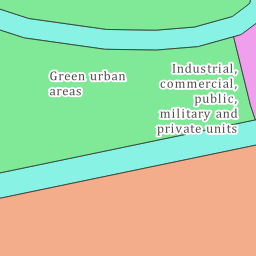 Green urban
areas
Industrial,
commercial,
public,
military and
private units